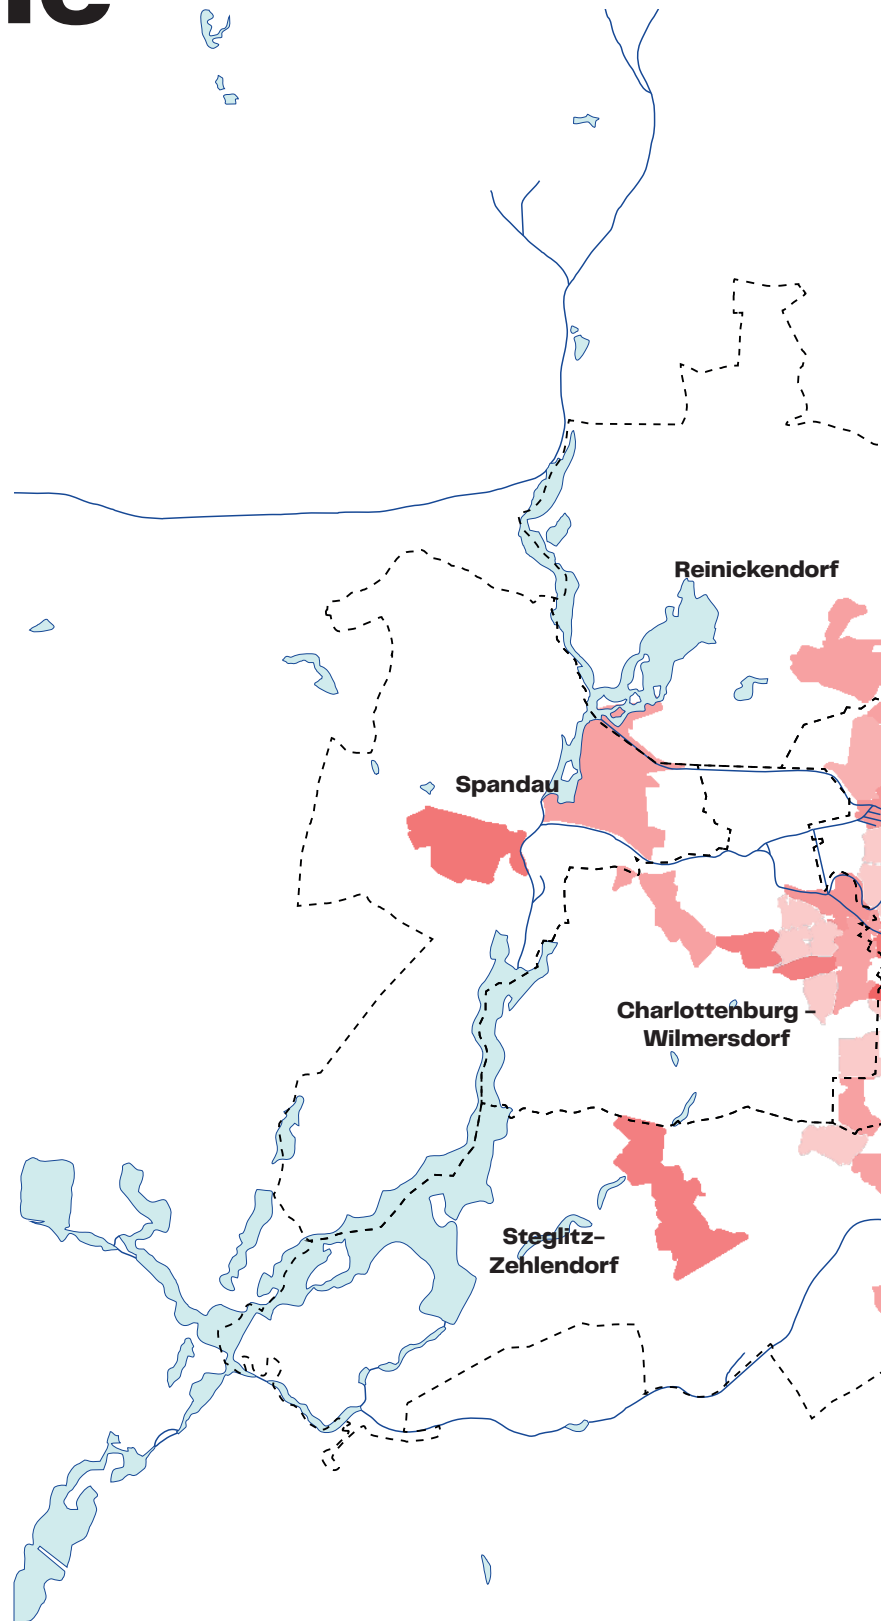 Reinickendorf
Spandau
Charlottenburg –
Wilmersdorf
Steglitz-
Zehlendorf